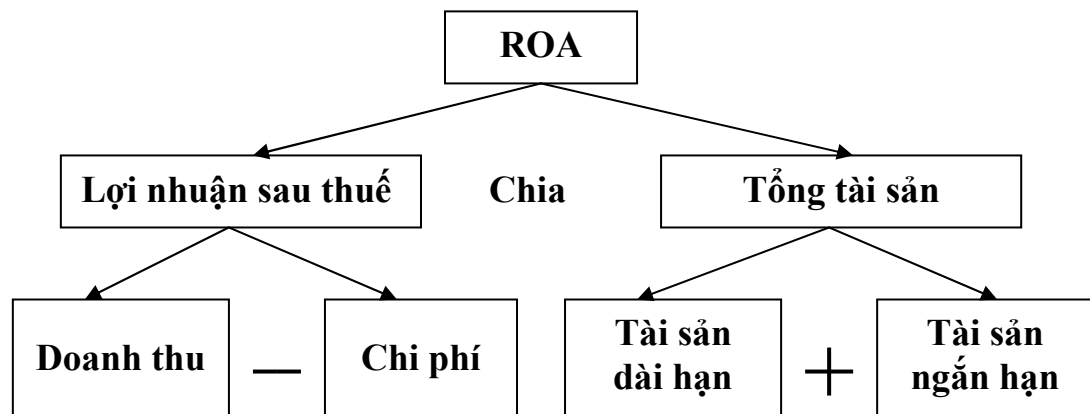 ROA
Lợi nhuận sau thuế
Chia
Tổng tài sản
Doanh thu
–
Chi phí
Tài sản
dài hạn
+
Tài sản
ngắn hạn